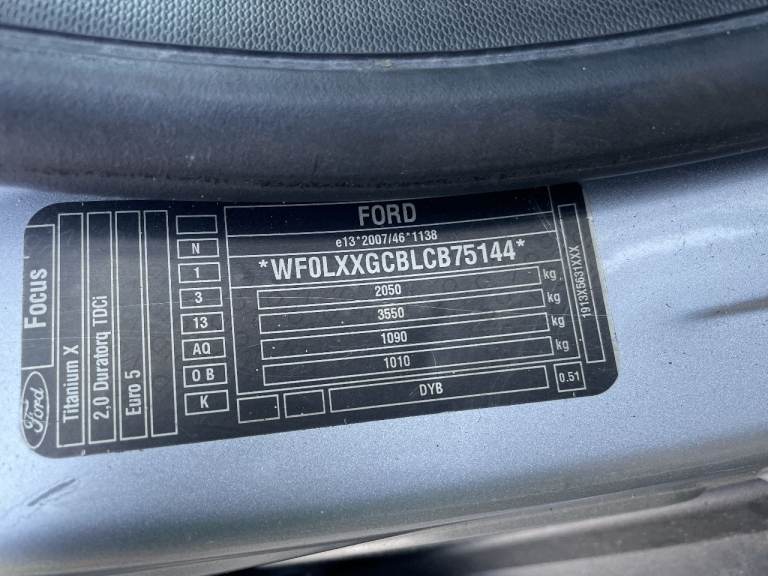 Ford
Focus
Titanium X
2,0 Duratorq TDCi
Euro 5
N
1
3
13
AQ
O B
K
FORD
e13*2007/46*1138
*WF0LXXGCBLCB75144*
2050 kg
3550 kg
1090 kg
1010 kg
DYB
0.51
1913X5631XXX